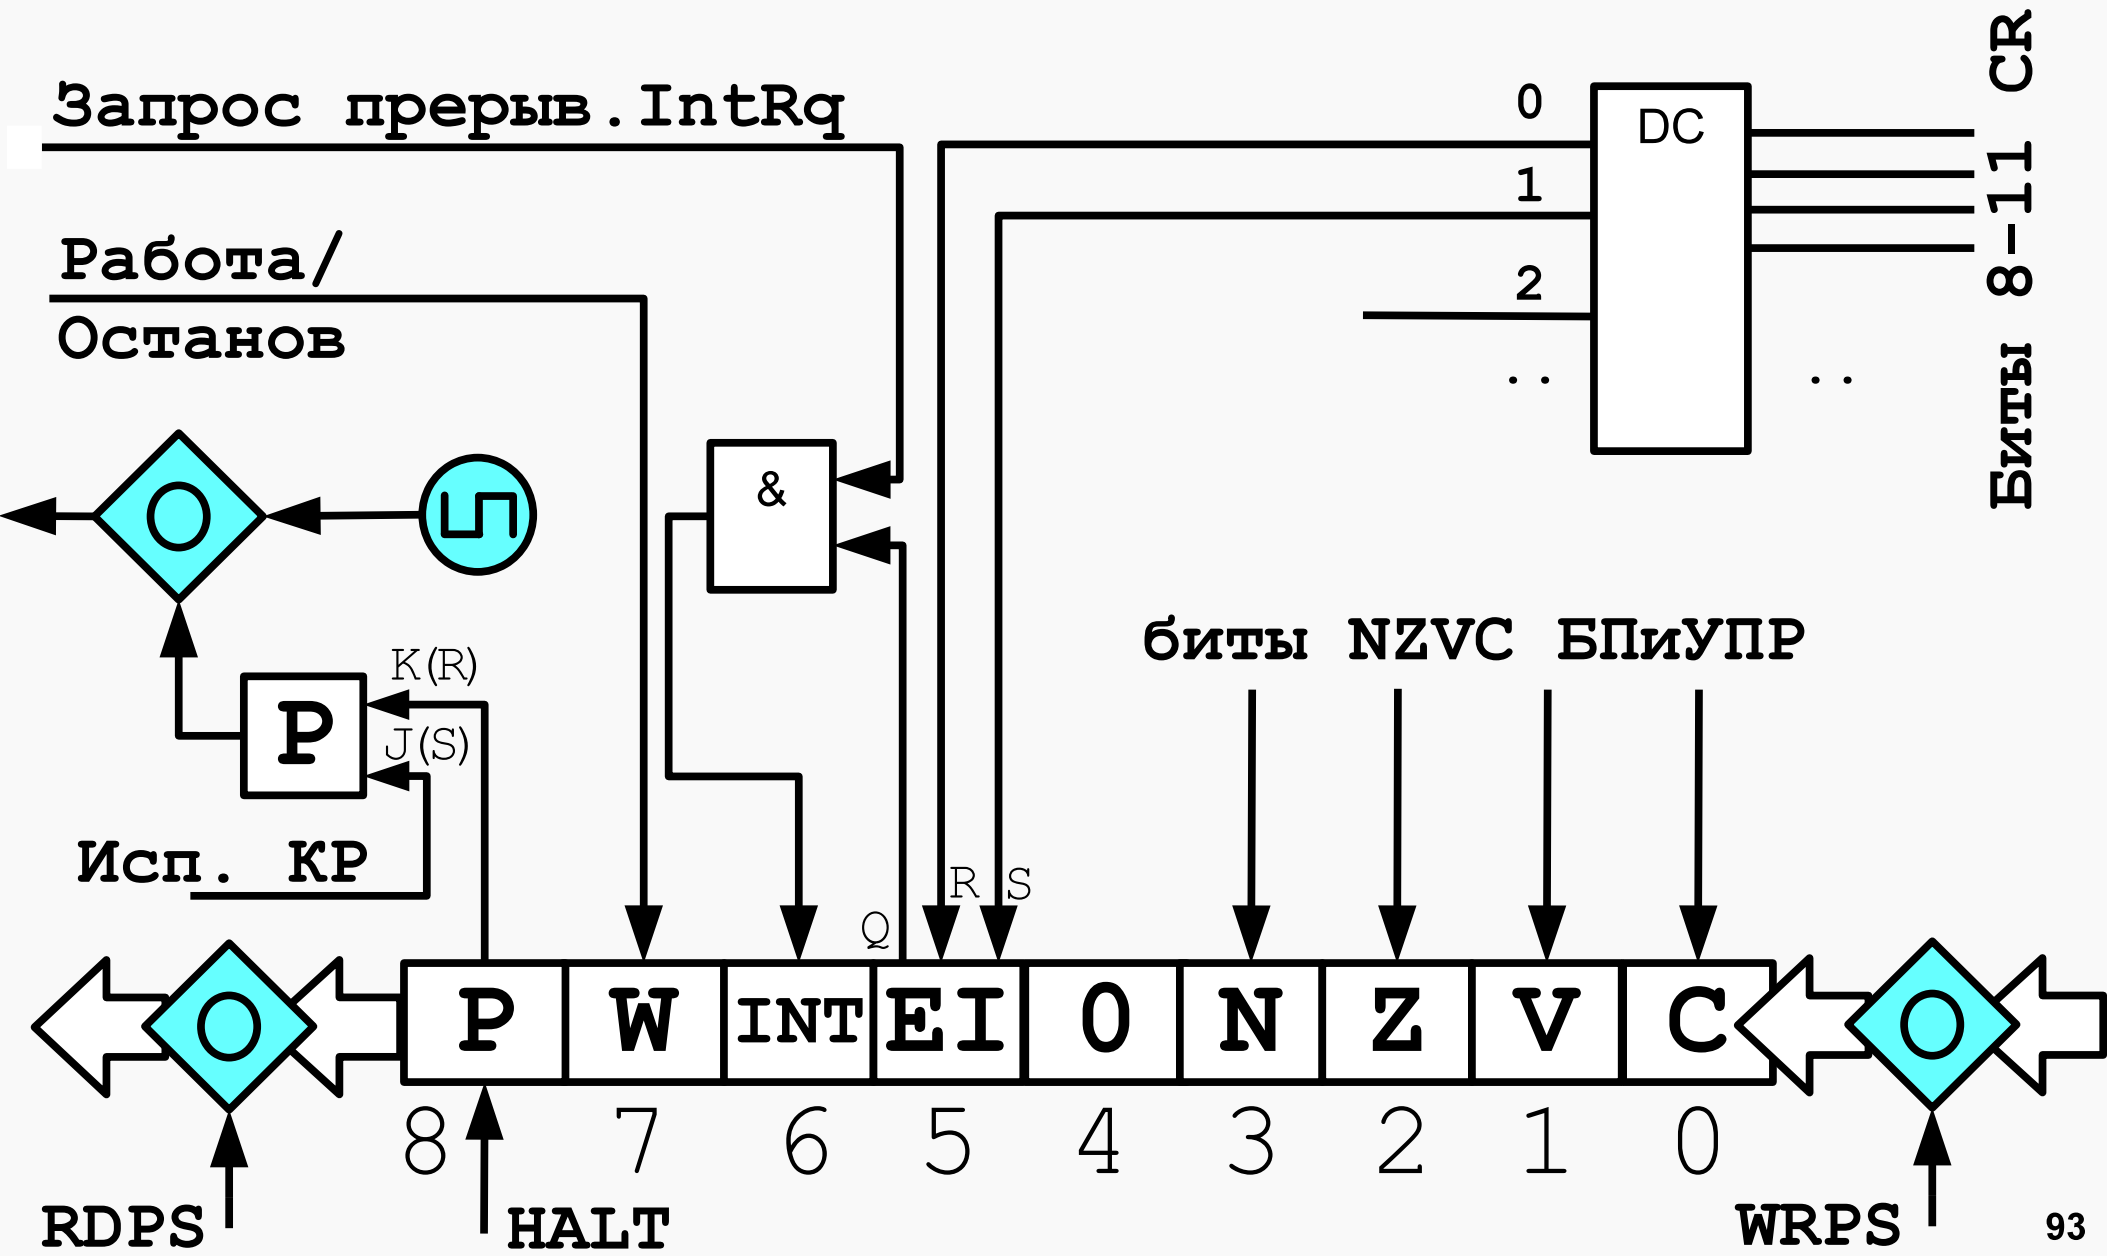 Запрос прерыв.IntRq
Работа/
Останов
0
1
2
..
DC
..
Биты 8-11 CR
&
биты NZVC БПиУПР
K(R)
J(S)
P
Исп. КР
Q
R S
P W INT EI 0 N Z V C
8 7 6 5 4 3 2 1 0
RDPS
HALT
WRPS
93